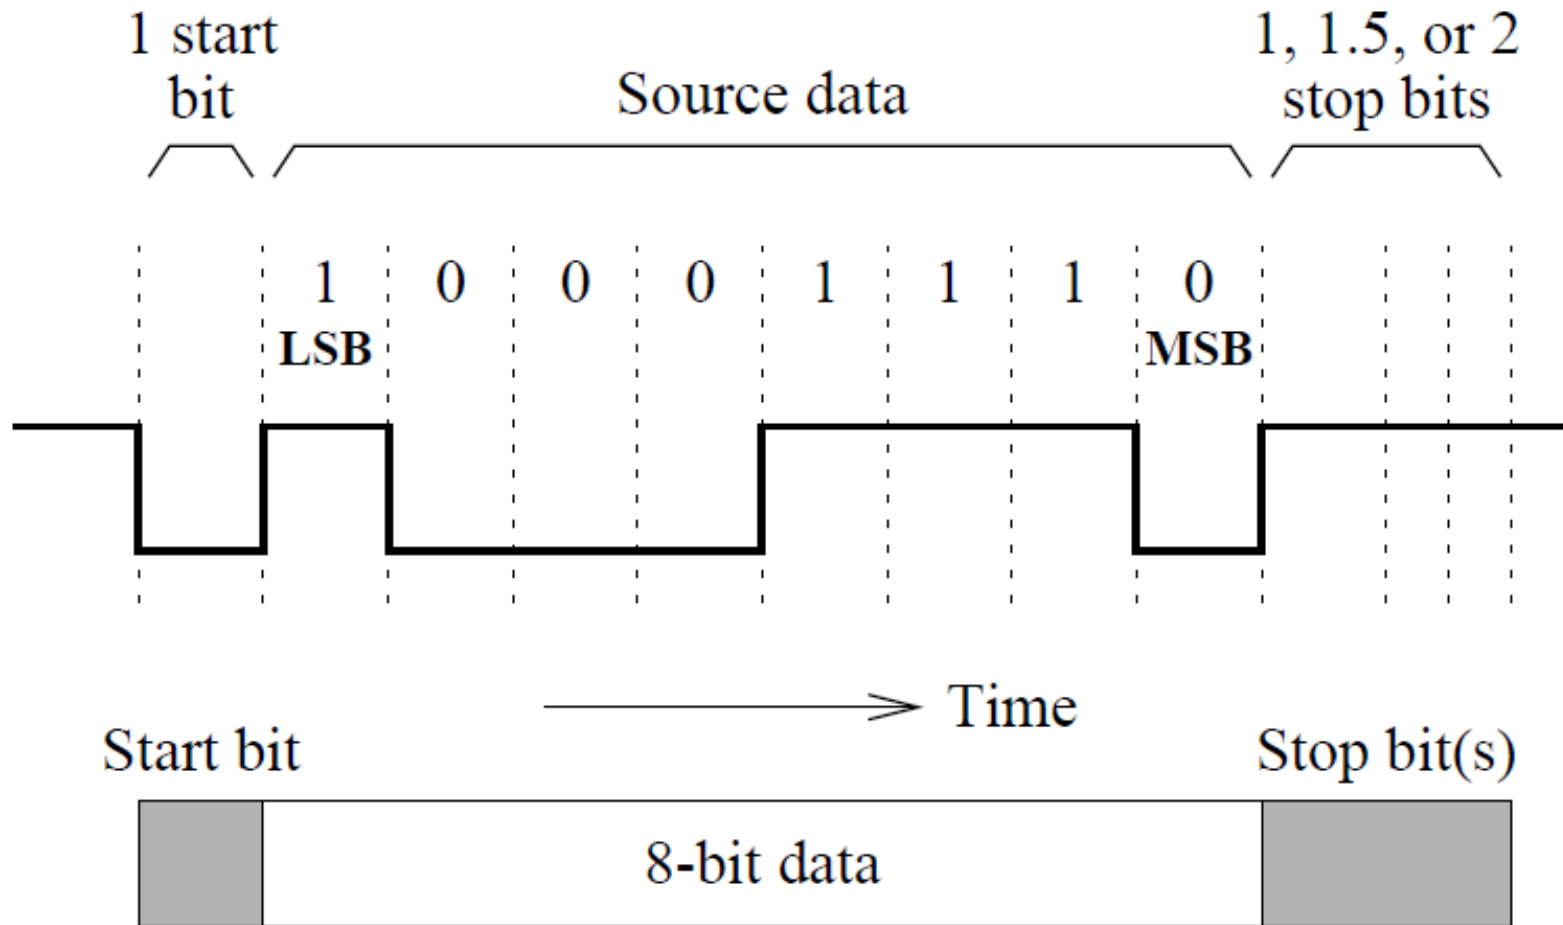 1 start
bit
Source data
1, 1.5, or 2
stop bits
1 0 0 0 1 1 1 0
LSB MSB
Time
Start bit
Stop bit(s)
8-bit data